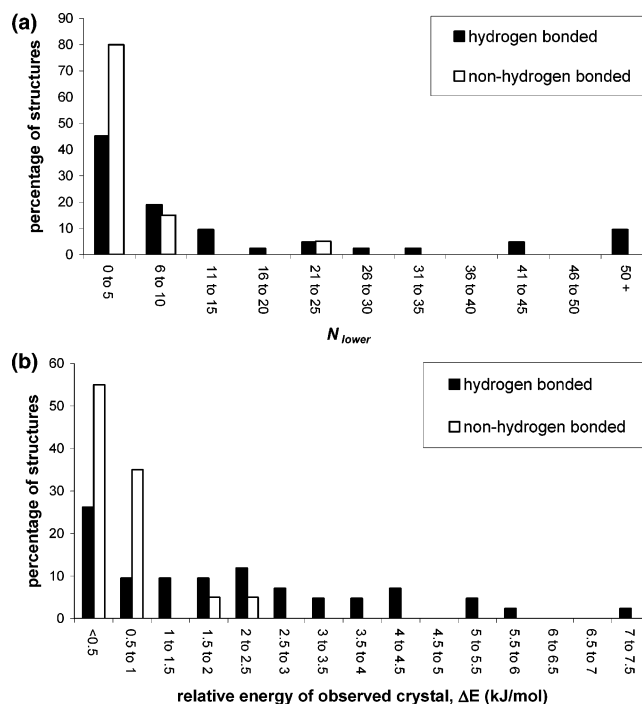 (a)
percentage of structures
90
80
70
60
50
40
30
20
10
0
hydrogen bonded
non-hydrogen bonded
0 to 5
6 to 10
11 to 15
16 to 20
21 to 25
26 to 30
31 to 35
36 to 40
41 to 45
46 to 50
50 +
N lower
(b)
percentage of structures
60
50
40
30
20
10
0
hydrogen bonded
non-hydrogen bonded
<0.5
0.5 to 1
1 to 1.5
1.5 to 2
2 to 2.5
2.5 to 3
3 to 3.5
3.5 to 4
4 to 4.5
4.5 to 5
5 to 5.5
5.5 to 6
6 to 6.5
6.5 to 7
7 to 7.5
relative energy of observed crystal, ΔE (kJ/mol)